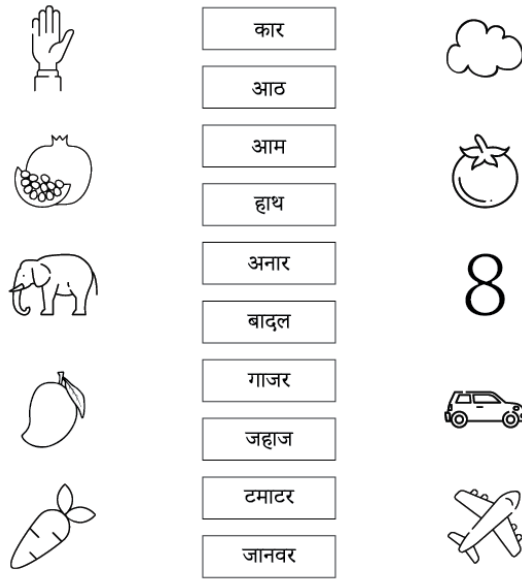 कार
आठ
आम
हाथ
अनार
बादल
8
गाजर
जहाज
टमाटर
जानवर